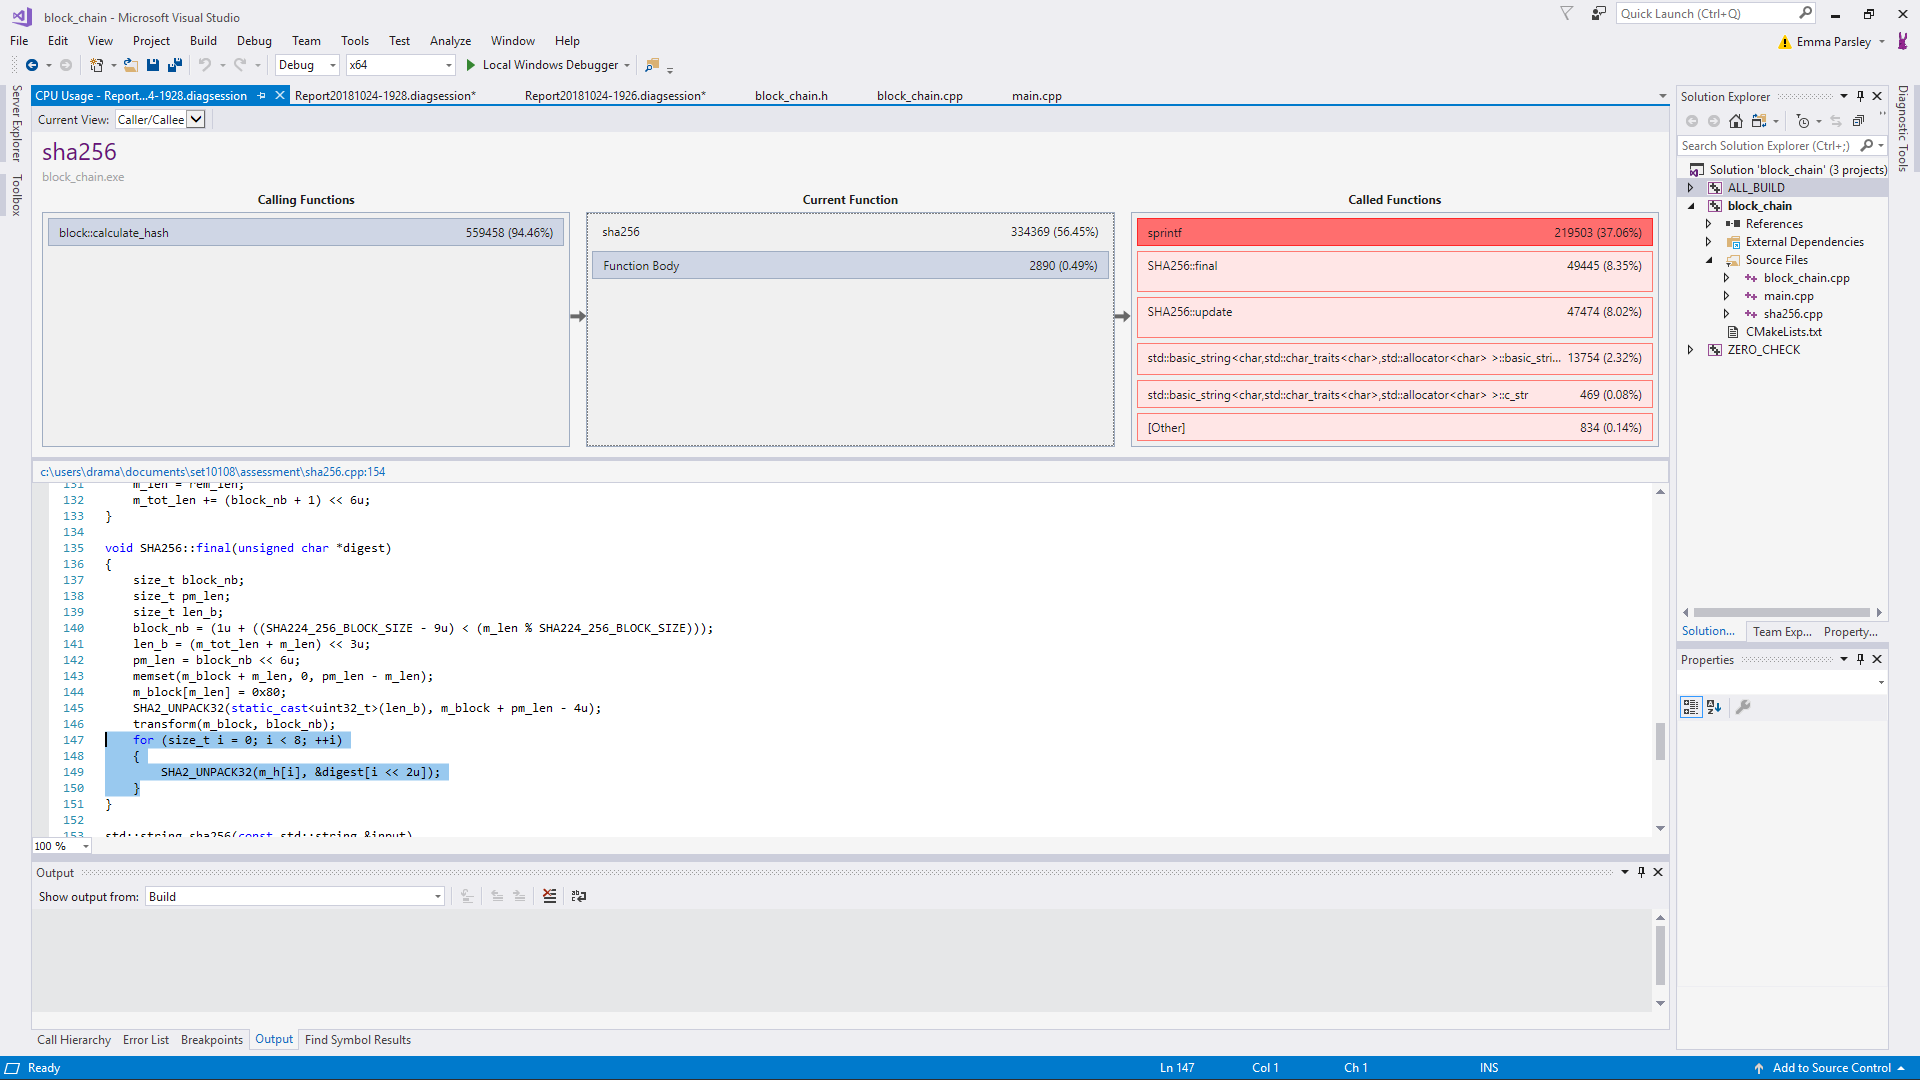 block_chain - Microsoft Visual Studio
Quick Launch (Ctrl+Q)
File Edit View Project Build Debug Team Tools Test Analyze Window Help
Emma Parsley
Debug x64 Local Windows Debugger
Server Explorer
Toolbox
CPU Usage - Report...4-1928.diagsession Report20181024-1928.diagsession* Report20181024-1926.diagsession* block_chain.h block_chain.cpp main.cpp
Current View: Caller/Callee
sha256
block_chain.exe
Calling Functions Current Function Called Functions
block::calculate_hash 559458 (94.46%)
sha256 334369 (56.45%)
Function Body 2890 (0.49%)
sprintf 219503 (37.06%)
SHA256::final 49445 (8.35%)
SHA256::update 47474 (8.02%)
std::basic_string<char,std::char_traits<char>,std::allocator<char> >::basic_stri... 13754 (2.32%)
std::basic_string<char,std::char_traits<char>,std::allocator<char> >::c_str 469 (0.08%)
[Other] 834 (0.14%)
c:\users\drama\documents\set10108\assessment\sha256.cpp:154
131 m_len = rem_len;
132 m_tot_len += (block_nb + 1) << 6u;
133 }
134
135 void SHA256::final(unsigned char *digest)
136 {
137 size_t block_nb;
138 size_t pm_len;
139 size_t len_b;
140 block_nb = (1u + ((SHA224_256_BLOCK_SIZE - 9u) < (m_len % SHA224_256_BLOCK_SIZE)));
141 len_b = (m_tot_len + m_len) << 3u;
142 pm_len = block_nb << 6u;
143 memset(m_block + m_len, 0, pm_len - m_len);
144 m_block[m_len] = 0x80;
145 SHA2_UNPACK32(static_cast<uint32_t>(len_b), m_block + pm_len - 4u);
146 transform(m_block, block_nb);
147 for (size_t i = 0; i < 8; ++i)
148 {
149 SHA2_UNPACK32(m_h[i], &digest[i << 2u]);
150 }
151 }
152
153 std::string sha256(const std::string &input)
100 %
Output
Show output from: Build
Call Hierarchy Error List Breakpoints Output Find Symbol Results
Solution Explorer
Search Solution Explorer (Ctrl+;)
Solution 'block_chain' (3 projects)
ALL_BUILD
block_chain
References
External Dependencies
Source Files
block_chain.cpp
main.cpp
sha256.cpp
CMakeLists.txt
ZERO_CHECK
Solution... Team Exp... Property...
Properties
Diagnostic Tools
Ready Ln 147 Col 1 Ch 1 INS Add to Source Control